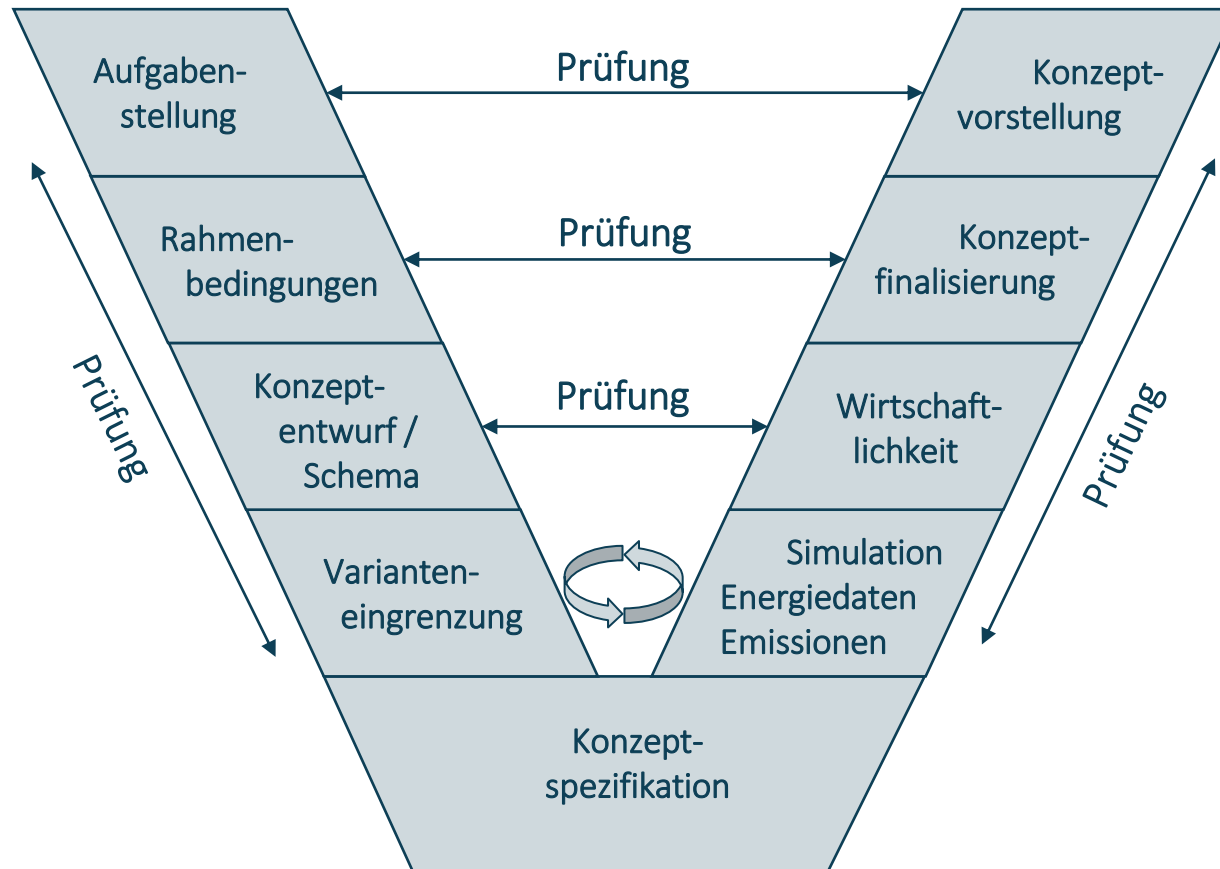 Aufgaben-
stellung
Prüfung
Konzept-
vorstellung
Rahmen-
bedingungen
Prüfung
Konzept-
finalisierung
Prüfung
Konzept-
entwurf /
Schema
Prüfung
Wirtschaft-
lichkeit
Prüfung
Varianten-
eingrenzung
Simulation
Energiedaten
Emissionen
Konzept-
spezifikation